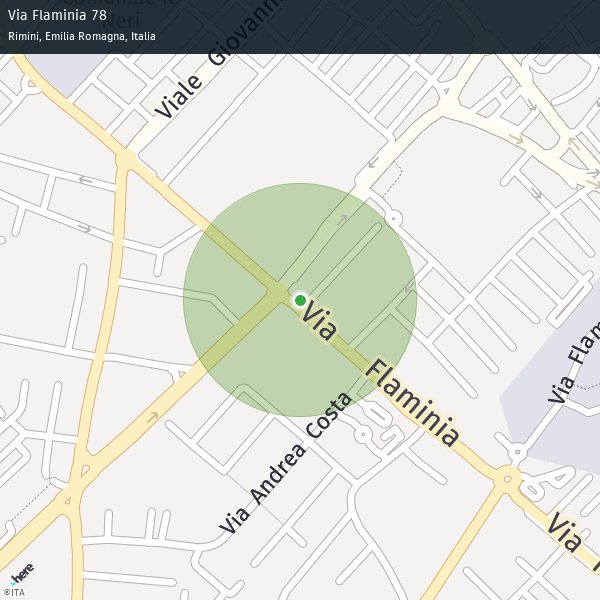 Via Flaminia 78
Rimini, Emilia Romagna, Italia
Neri
Viale Giovanni
Via Flaminia
Via Flam
Via Andrea Costa
Via
here
©ITA